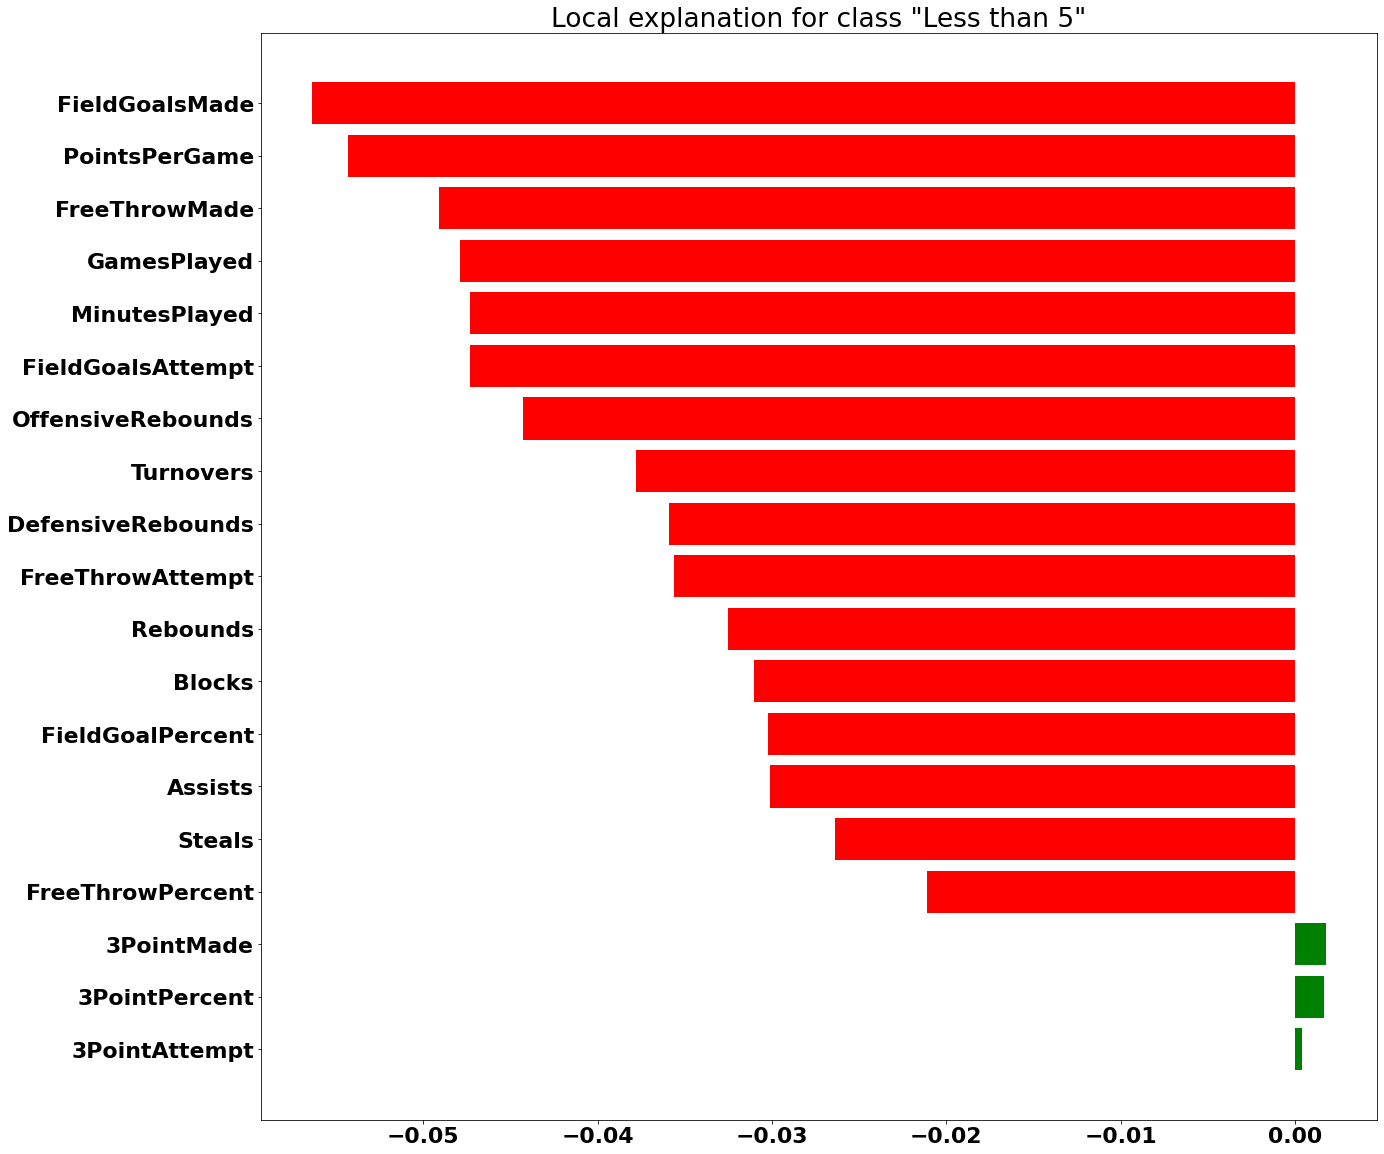 Local explanation for class "Less than 5"
FieldGoalsMade
PointsPerGame
FreeThrowMade
GamesPlayed
MinutesPlayed
FieldGoalsAttempt
OffensiveRebounds
Turnovers
DefensiveRebounds
FreeThrowAttempt
Rebounds
Blocks
FieldGoalPercent
Assists
Steals
FreeThrowPercent
3PointMade
3PointPercent
3PointAttempt
−0.05 −0.04 −0.03 −0.02 −0.01 0.00